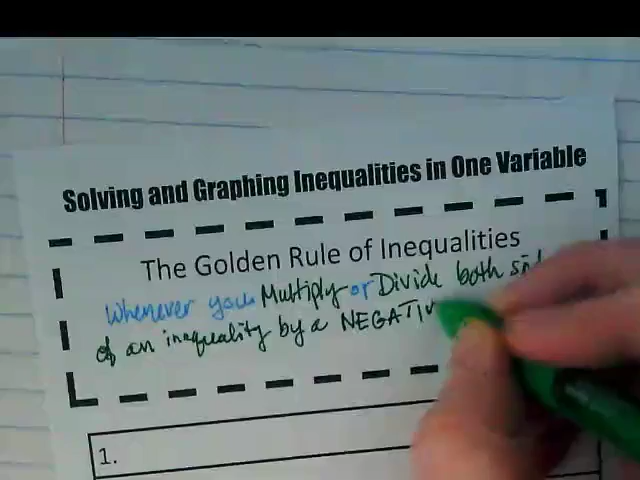 Solving and Graphing Inequalities in One Variable
The Golden Rule of Inequalities
Whenever you Multiply or Divide both
of an inequality by a NEGATIV
1.